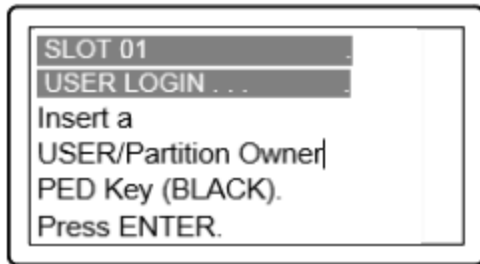 SLOT 01 .
USER LOGIN . . . .
Insert a
USER/Partition Owner
PED Key (BLACK).
Press ENTER.